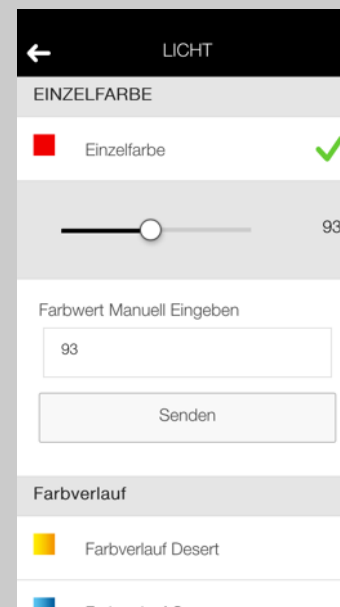 LICHT
EINZELFARBE
Einzelfarbe
93
Farbwert Manuell Eingeben
93
Senden
Farbverlauf
Farbverlauf Desert